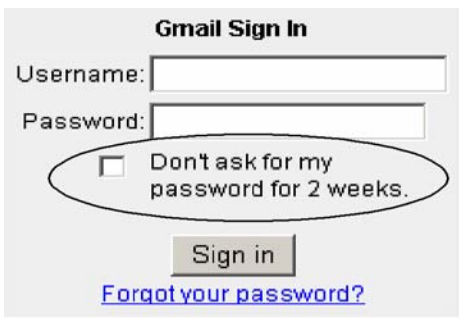 Gmail Sign In
Username:
Password:
Don't ask for my
password for 2 weeks.
Sign in
Forgot your password?